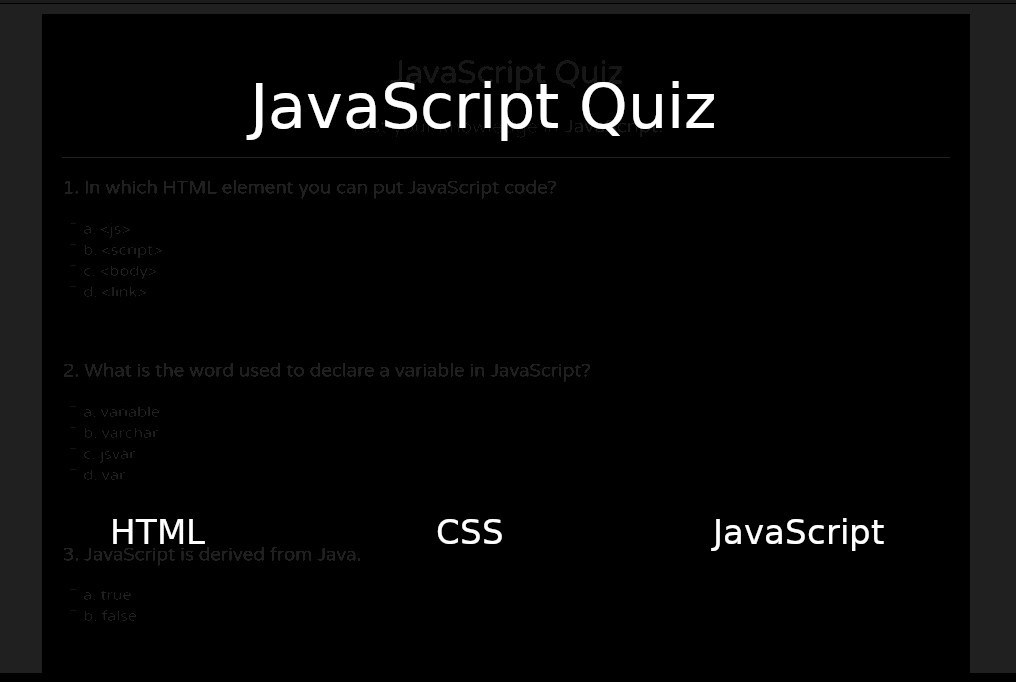 JavaScript Quiz
JavaScript Quiz
JavaScript
1. In which HTML element you can put JavaScript code?
a. <js>
b. <script>
c. <body>
d. <link>
2. What is the word used to declare a variable in JavaScript?
a. variable
b. varchar
c. jsvar
d. var
HTML CSS JavaScript
3. JavaScript is derived from Java.
a. true
b. false